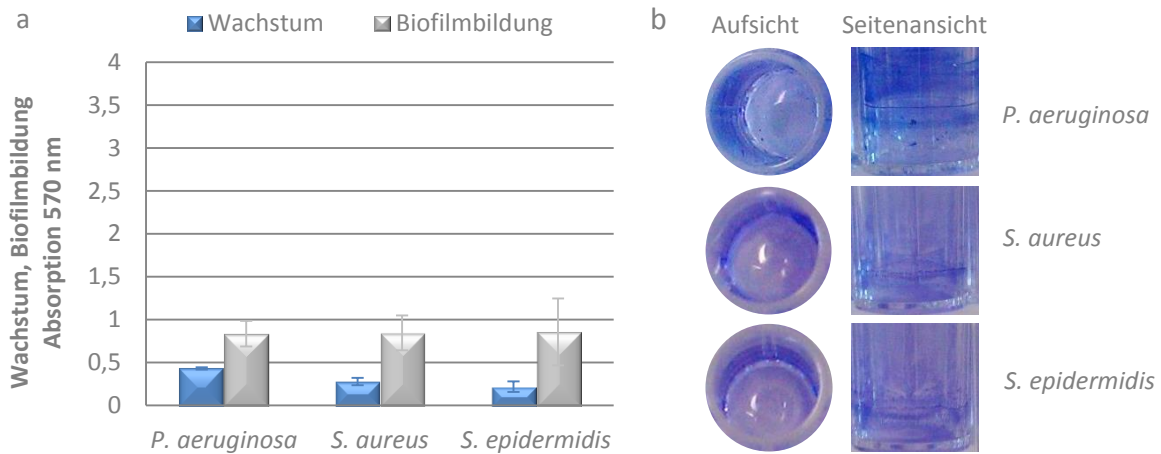 a
Wachstum
Biofilmbildung
Wachstum, Biofilmbildung
Absorption 570 nm
4
3,5
3
2,5
2
1,5
1
0,5
0
P. aeruginosa
S. aureus
S. epidermidis
b
Aufsicht
Seitenansicht
P. aeruginosa
S. aureus
S. epidermidis